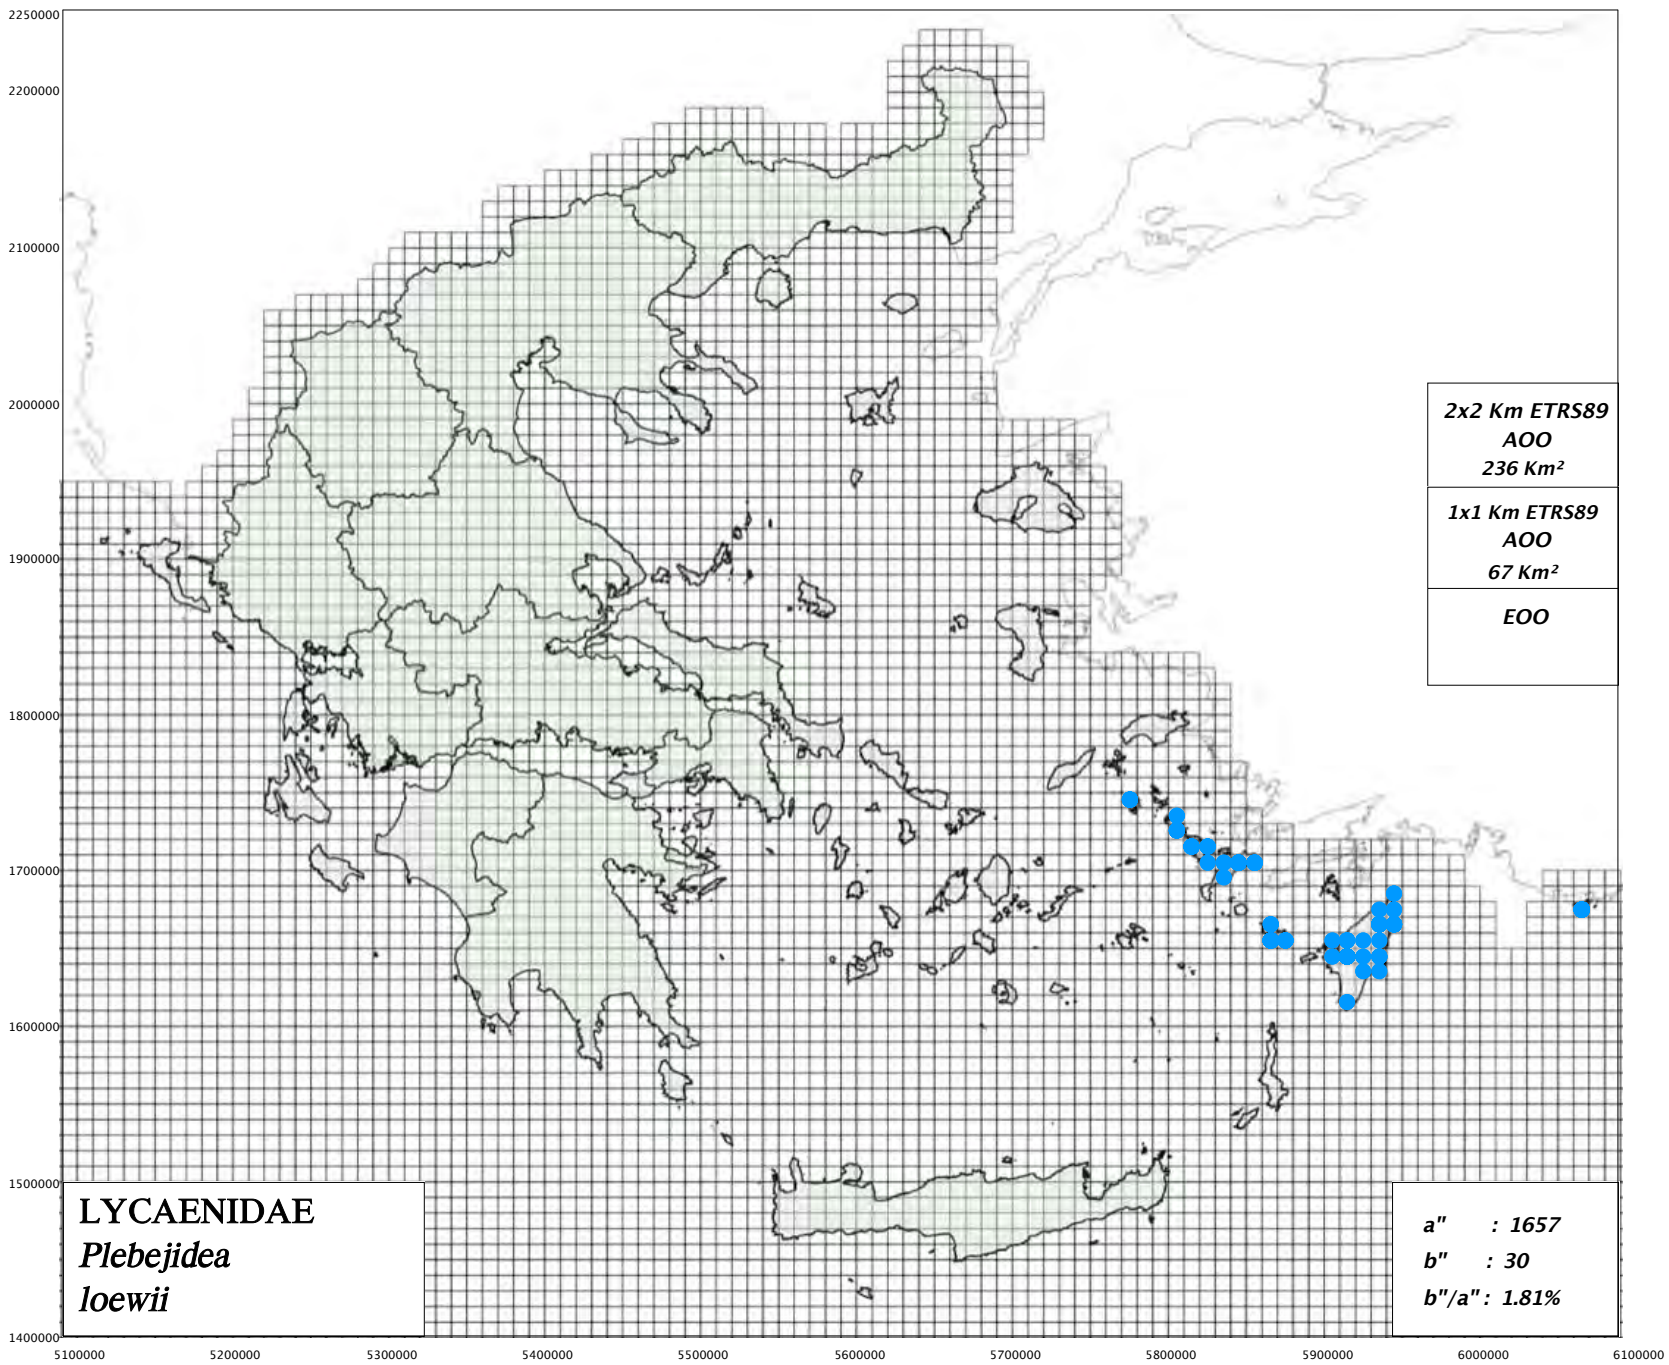 2250000
2200000
2100000
2000000
1900000
1800000
1700000
1600000
1500000
1400000
2x2 Km ETRS89
AOO
236 Km²
1x1 Km ETRS89
AOO
67 Km²
EOO
LYCAENIDAE
Plebejidea
loewii
a" : 1657
b" : 30
b"/a" : 1.81%
5100000 5200000 5300000 5400000 5500000 5600000 5700000 5800000 5900000 6000000 6100000